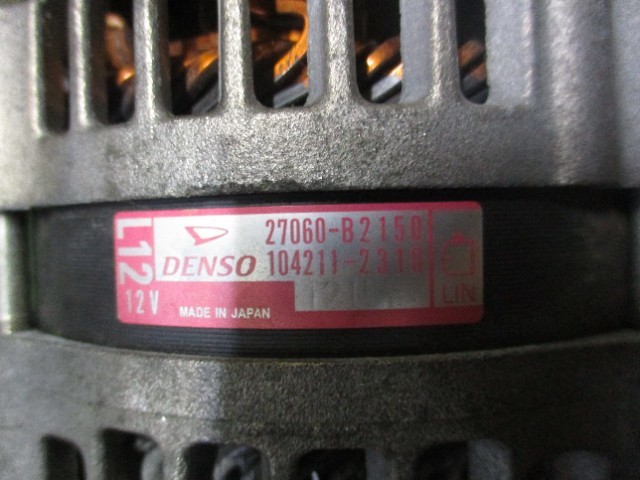 L12
12V
27060-B2150
DENSO 104211-2310
MADE IN JAPAN
LIN